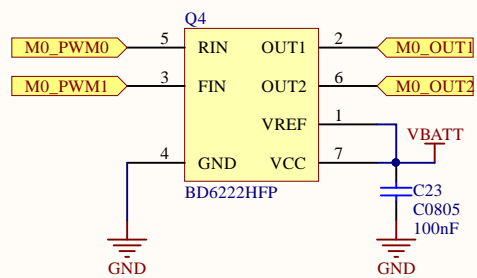 Q4
M0_PWM0 5 RIN OUT1 2 M0_OUT1
M0_PWM1 3 FIN OUT2 6 M0_OUT2
VREF 1
VBATT
4 GND VCC 7
BD6222HFP
C23
C0805
100nF
GND GND